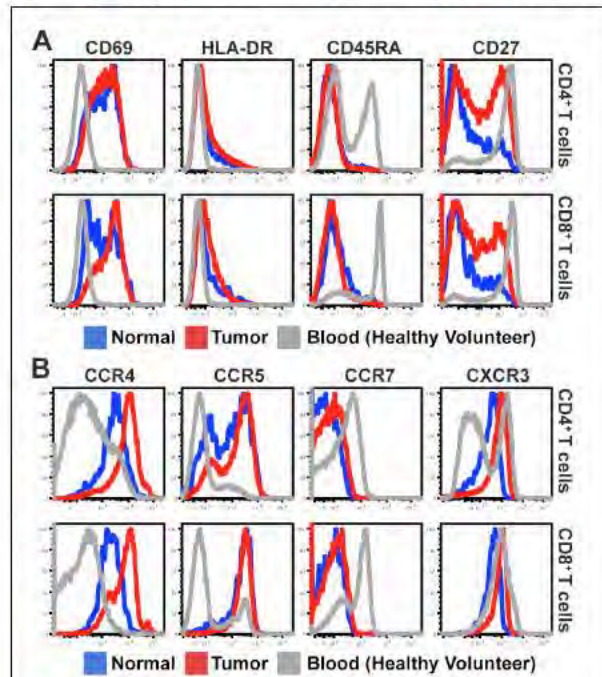 A
CD69 HLA-DR CD45RA CD27
CD4+ T cells
CD8+ T cells
Normal Tumor Blood (Healthy Volunteer)
B
CCR4 CCR5 CCR7 CXCR3
CD4+ T cells
CD8+ T cells
Normal Tumor Blood (Healthy Volunteer)